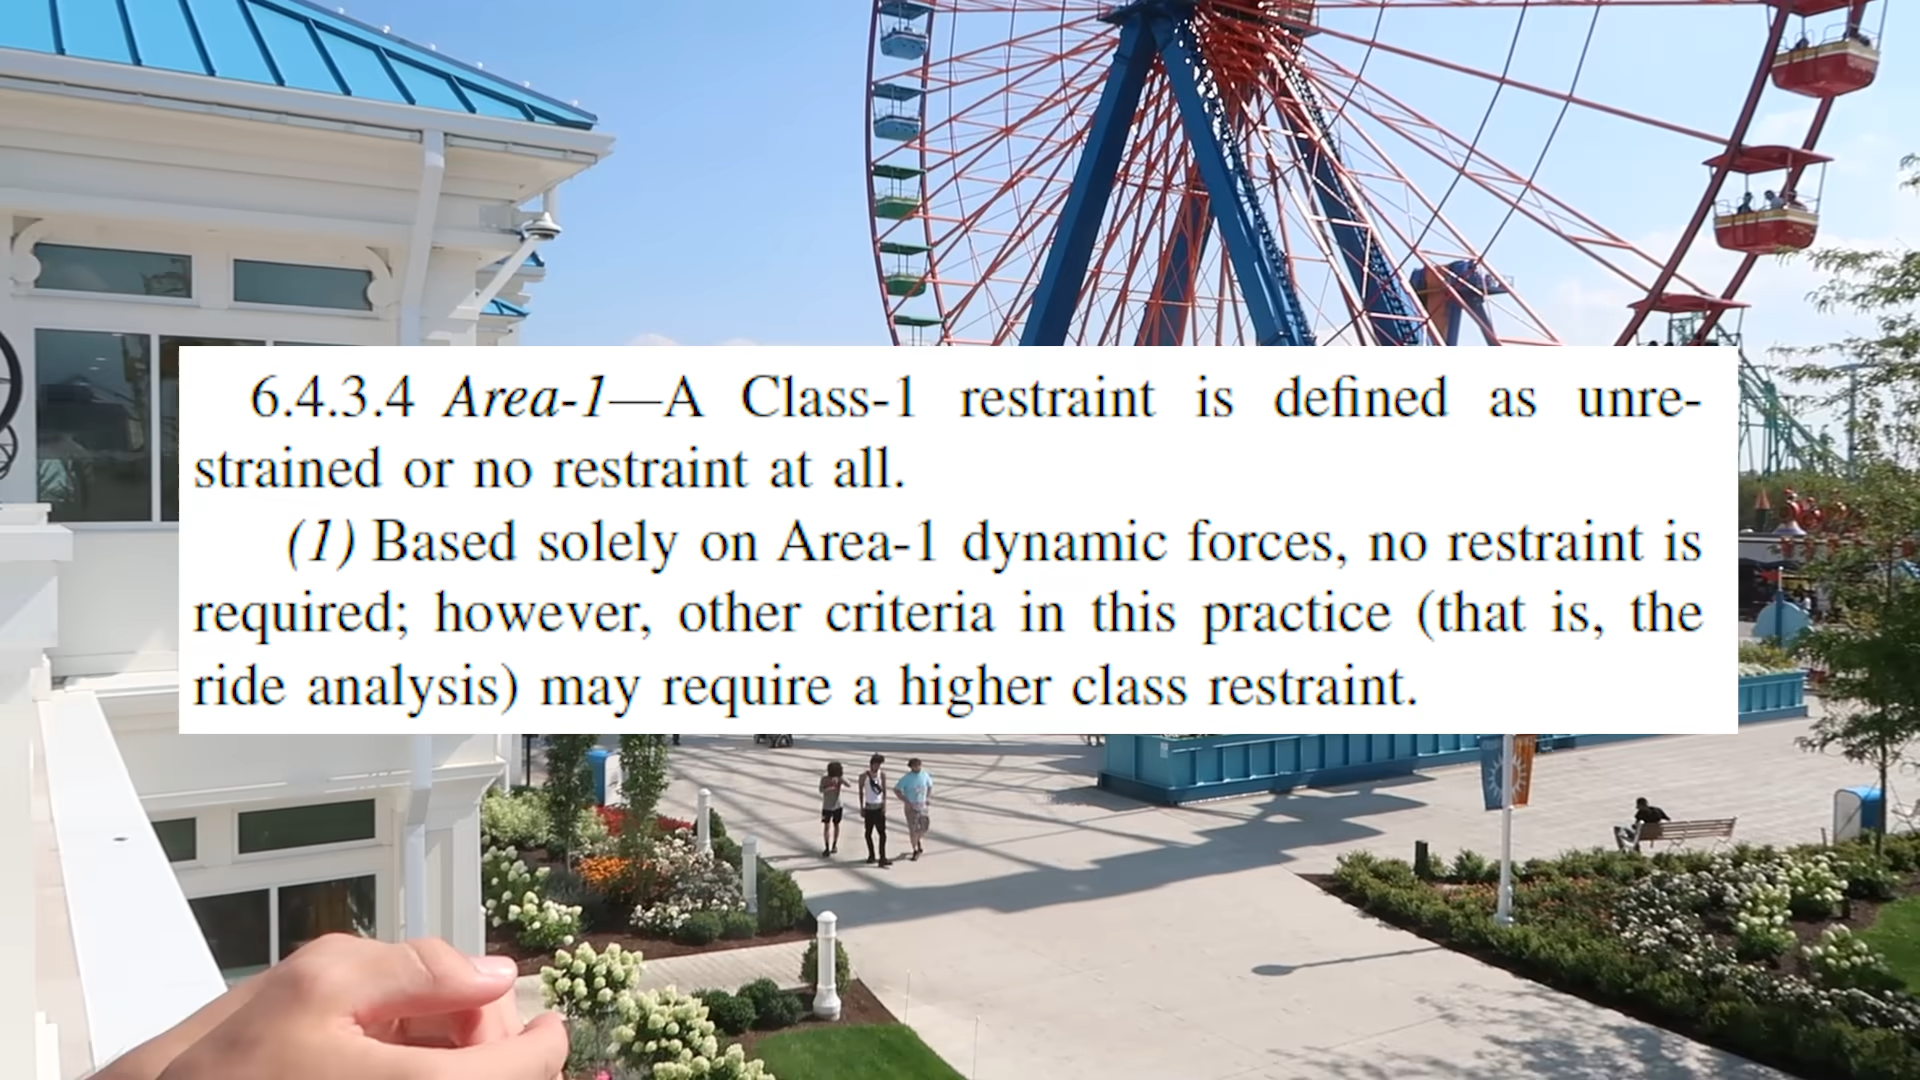 6.4.3.4 Area-1—A Class-1 restraint is defined as unre-
strained or no restraint at all.
(1) Based solely on Area-1 dynamic forces, no restraint is
required; however, other criteria in this practice (that is, the
ride analysis) may require a higher class restraint.